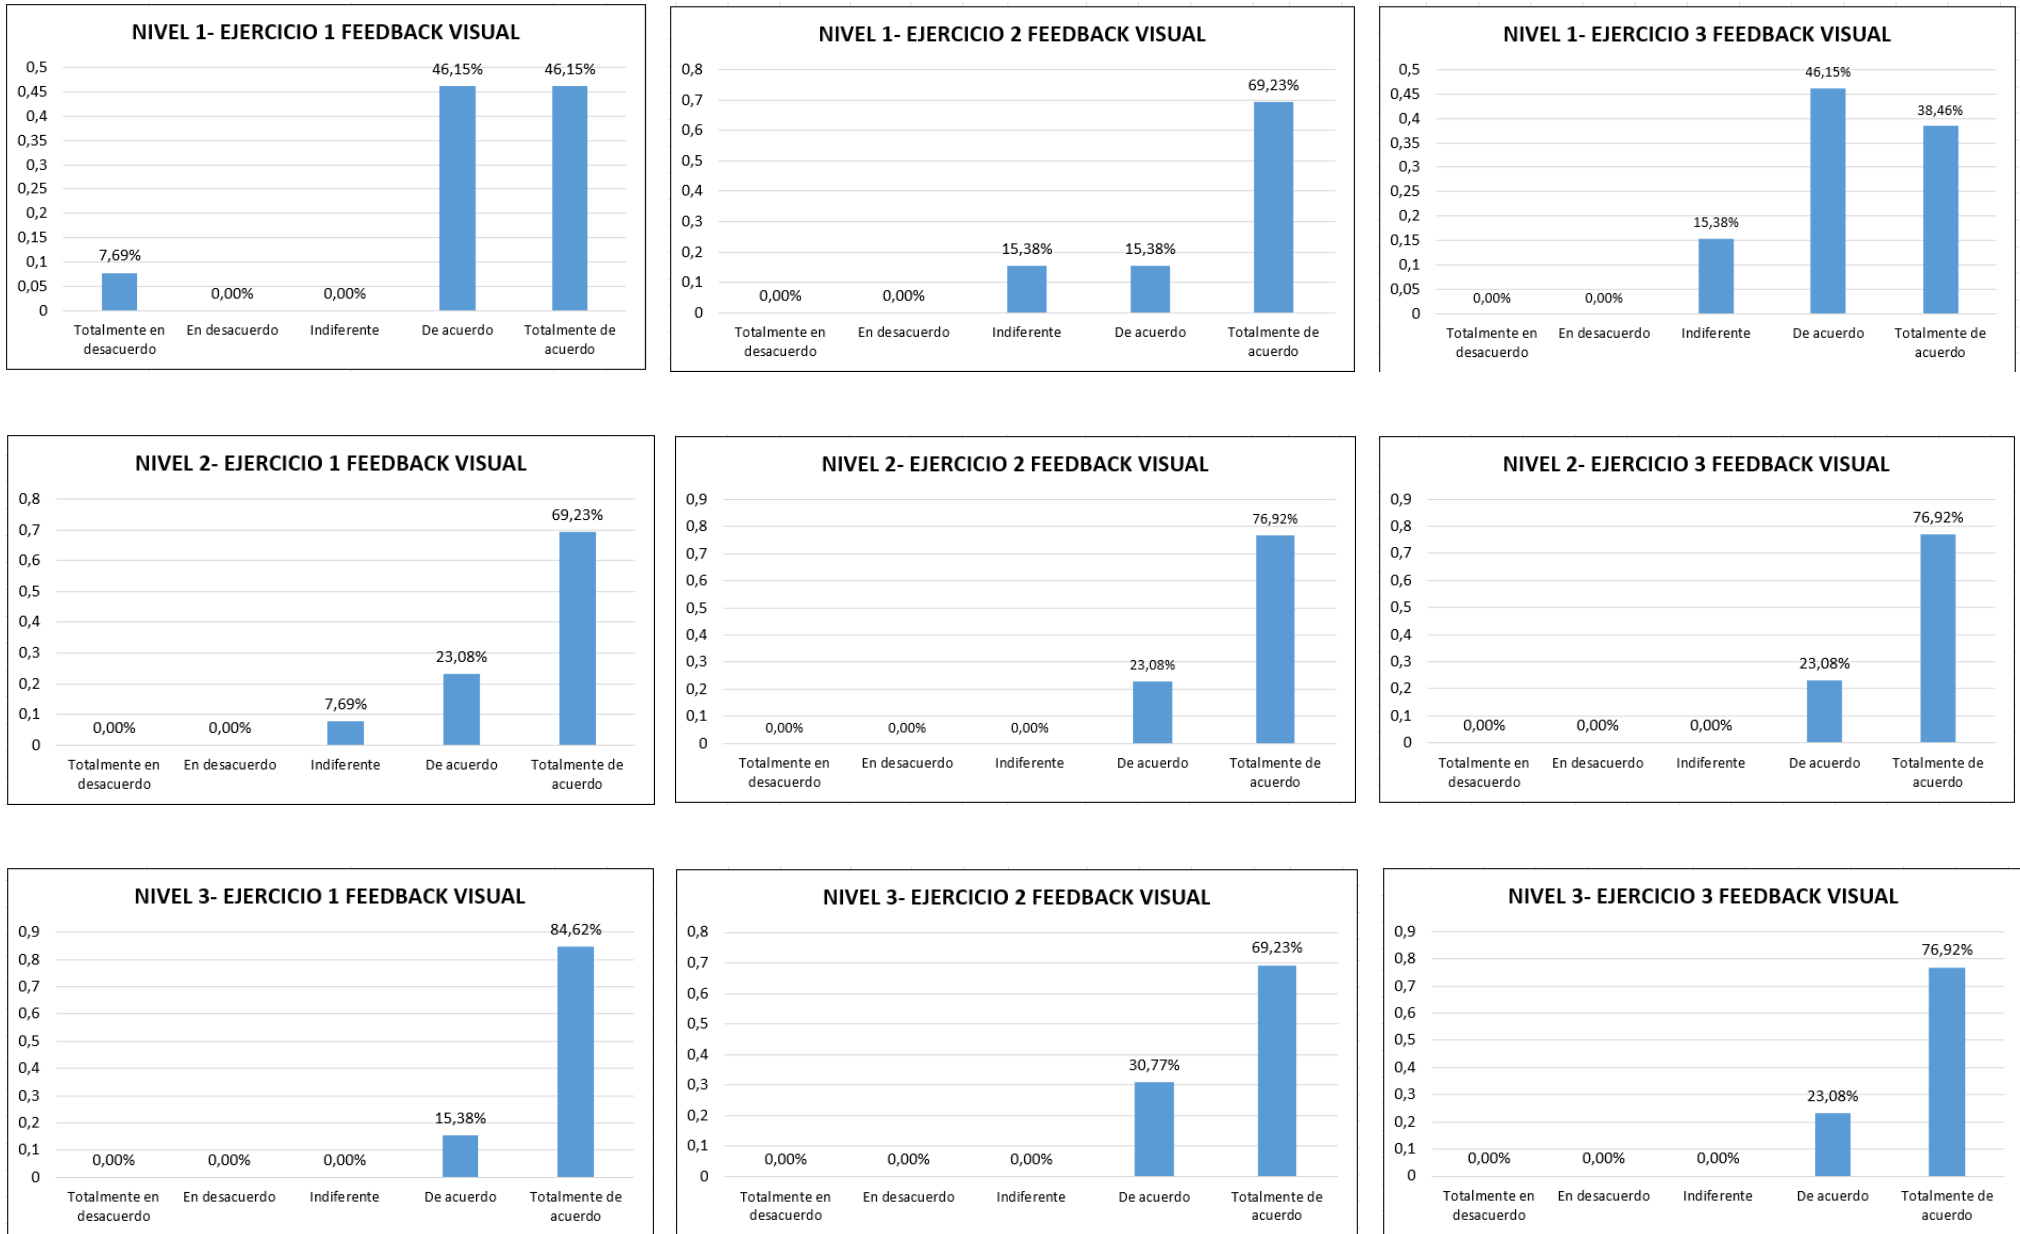 NIVEL 1- EJERCICIO 1 FEEDBACK VISUAL
0,5
0,45
0,4
0,35
0,3
0,25
0,2
0,15
0,1
0,05
0
7,69%
0,00%
0,00%
46,15%
46,15%
Totalmente en
desacuerdo
En desacuerdo
Indiferente
De acuerdo
Totalmente de
acuerdo
NIVEL 1- EJERCICIO 2 FEEDBACK VISUAL
0,8
0,7
0,6
0,5
0,4
0,3
0,2
0,1
0
0,00%
0,00%
15,38%
15,38%
69,23%
Totalmente en
desacuerdo
En desacuerdo
Indiferente
De acuerdo
Totalmente de
acuerdo
NIVEL 1- EJERCICIO 3 FEEDBACK VISUAL
0,5
0,45
0,4
0,35
0,3
0,25
0,2
0,15
0,1
0,05
0
0,00%
0,00%
15,38%
46,15%
38,46%
Totalmente en
desacuerdo
En desacuerdo
Indiferente
De acuerdo
Totalmente de
acuerdo
NIVEL 2- EJERCICIO 1 FEEDBACK VISUAL
0,8
0,7
0,6
0,5
0,4
0,3
0,2
0,1
0
0,00%
0,00%
7,69%
23,08%
69,23%
Totalmente en
desacuerdo
En desacuerdo
Indiferente
De acuerdo
Totalmente de
acuerdo
NIVEL 2- EJERCICIO 2 FEEDBACK VISUAL
0,9
0,8
0,7
0,6
0,5
0,4
0,3
0,2
0,1
0
0,00%
0,00%
0,00%
23,08%
76,92%
Totalmente en
desacuerdo
En desacuerdo
Indiferente
De acuerdo
Totalmente de
acuerdo
NIVEL 2- EJERCICIO 3 FEEDBACK VISUAL
0,9
0,8
0,7
0,6
0,5
0,4
0,3
0,2
0,1
0
0,00%
0,00%
0,00%
23,08%
76,92%
Totalmente en
desacuerdo
En desacuerdo
Indiferente
De acuerdo
Totalmente de
acuerdo
NIVEL 3- EJERCICIO 1 FEEDBACK VISUAL
0,9
0,8
0,7
0,6
0,5
0,4
0,3
0,2
0,1
0
0,00%
0,00%
0,00%
15,38%
84,62%
Totalmente en
desacuerdo
En desacuerdo
Indiferente
De acuerdo
Totalmente de
acuerdo
NIVEL 3- EJERCICIO 2 FEEDBACK VISUAL
0,8
0,7
0,6
0,5
0,4
0,3
0,2
0,1
0
0,00%
0,00%
0,00%
30,77%
69,23%
Totalmente en
desacuerdo
En desacuerdo
Indiferente
De acuerdo
Totalmente de
acuerdo
NIVEL 3- EJERCICIO 3 FEEDBACK VISUAL
0,9
0,8
0,7
0,6
0,5
0,4
0,3
0,2
0,1
0
0,00%
0,00%
0,00%
23,08%
76,92%
Totalmente en
desacuerdo
En desacuerdo
Indiferente
De acuerdo
Totalmente de
acuerdo